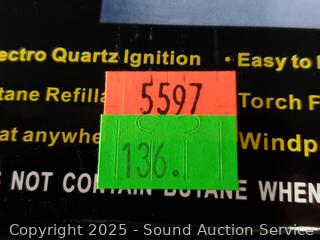 ectro Quartz Ignition • Easy to
tane Refilla
5597
Torch F
at anywhe
136.
Windp
S NOT CONTAIN BUTANE WHEN
Copyright 2025 - Sound Auction Service